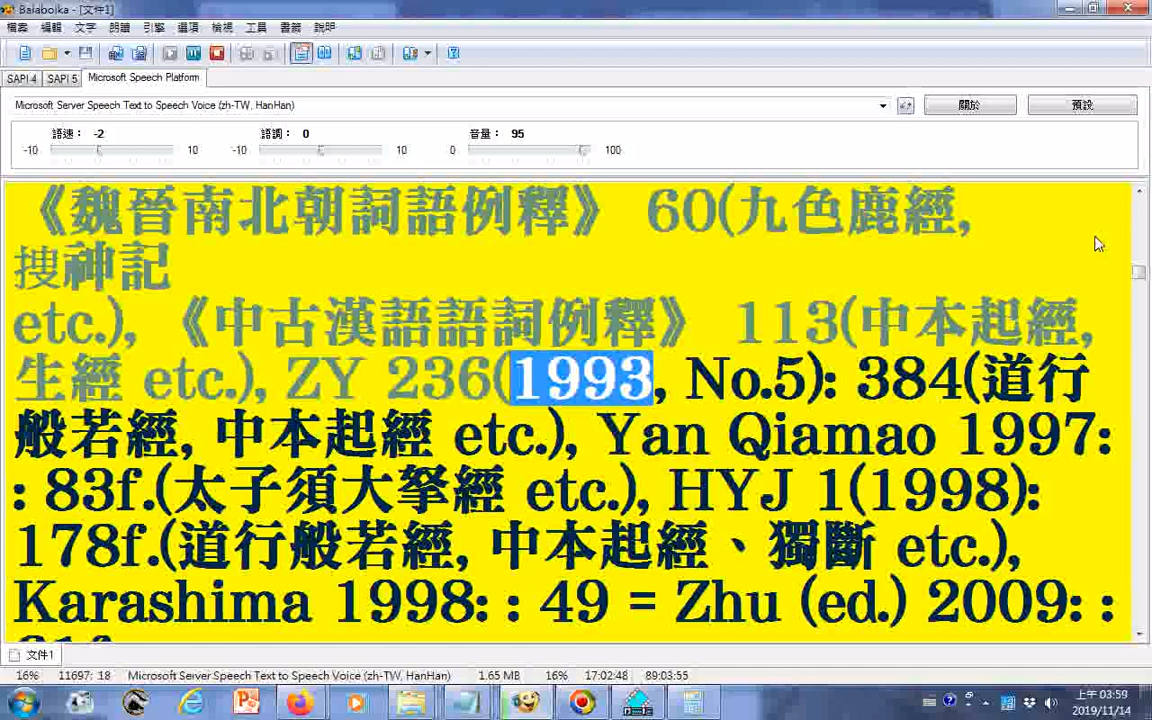 Balabolka - [文件1]
檔案 編輯 文字 朗讀 引擎 選項 檢視 工具 書籤 說明
SAPI 4 SAPI 5 Microsoft Speech Platform
Microsoft Server Speech Text to Speech Voice (zh-TW, HanHan) 關於 預設
語速： -2 語調： 0 音量： 95
-10 10 -10 10 0 100
《魏晉南北朝詞語例釋》 60(九色鹿經,
搜神記
etc.), 《中古漢語語詞例釋》 113(中本起經,
生經 etc.), ZY 236(1993, No.5): 384(道行
般若經, 中本起經 etc.), Yan Qiamao 1997:
: 83f.(太子須大拏經 etc.), HYJ 1(1998):
178f.(道行般若經, 中本起經、獨斷 etc.),
Karashima 1998: : 49 = Zhu (ed.) 2009: :
文件1
16% 11697: 18 Microsoft Server Speech Text to Speech Voice (zh-TW, HanHan) 1.65 MB 16% 17:02:48 89:03:55
上午 03:59
2019/11/14